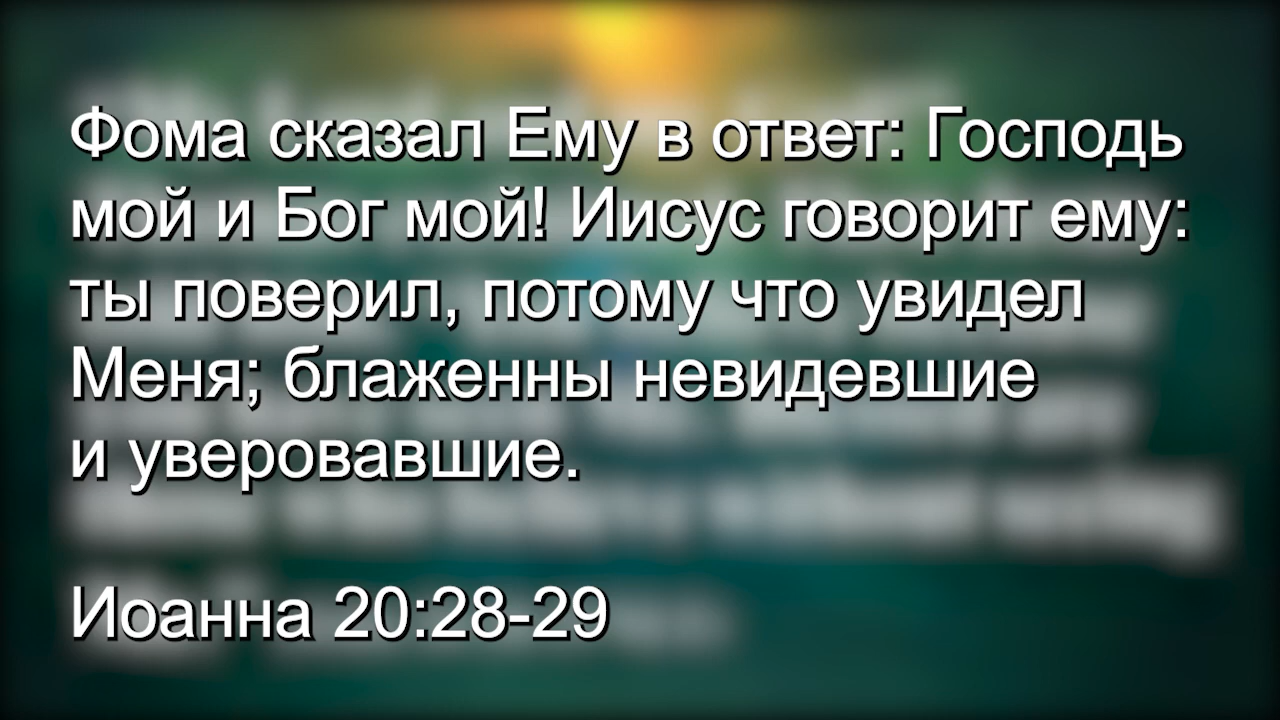 Фома сказал Ему в ответ: Господь
мой и Бог мой! Иисус говорит ему:
ты поверил, потому что увидел
Меня; блаженны невидевшие
и уверовавшие.
Иоанна 20:28-29